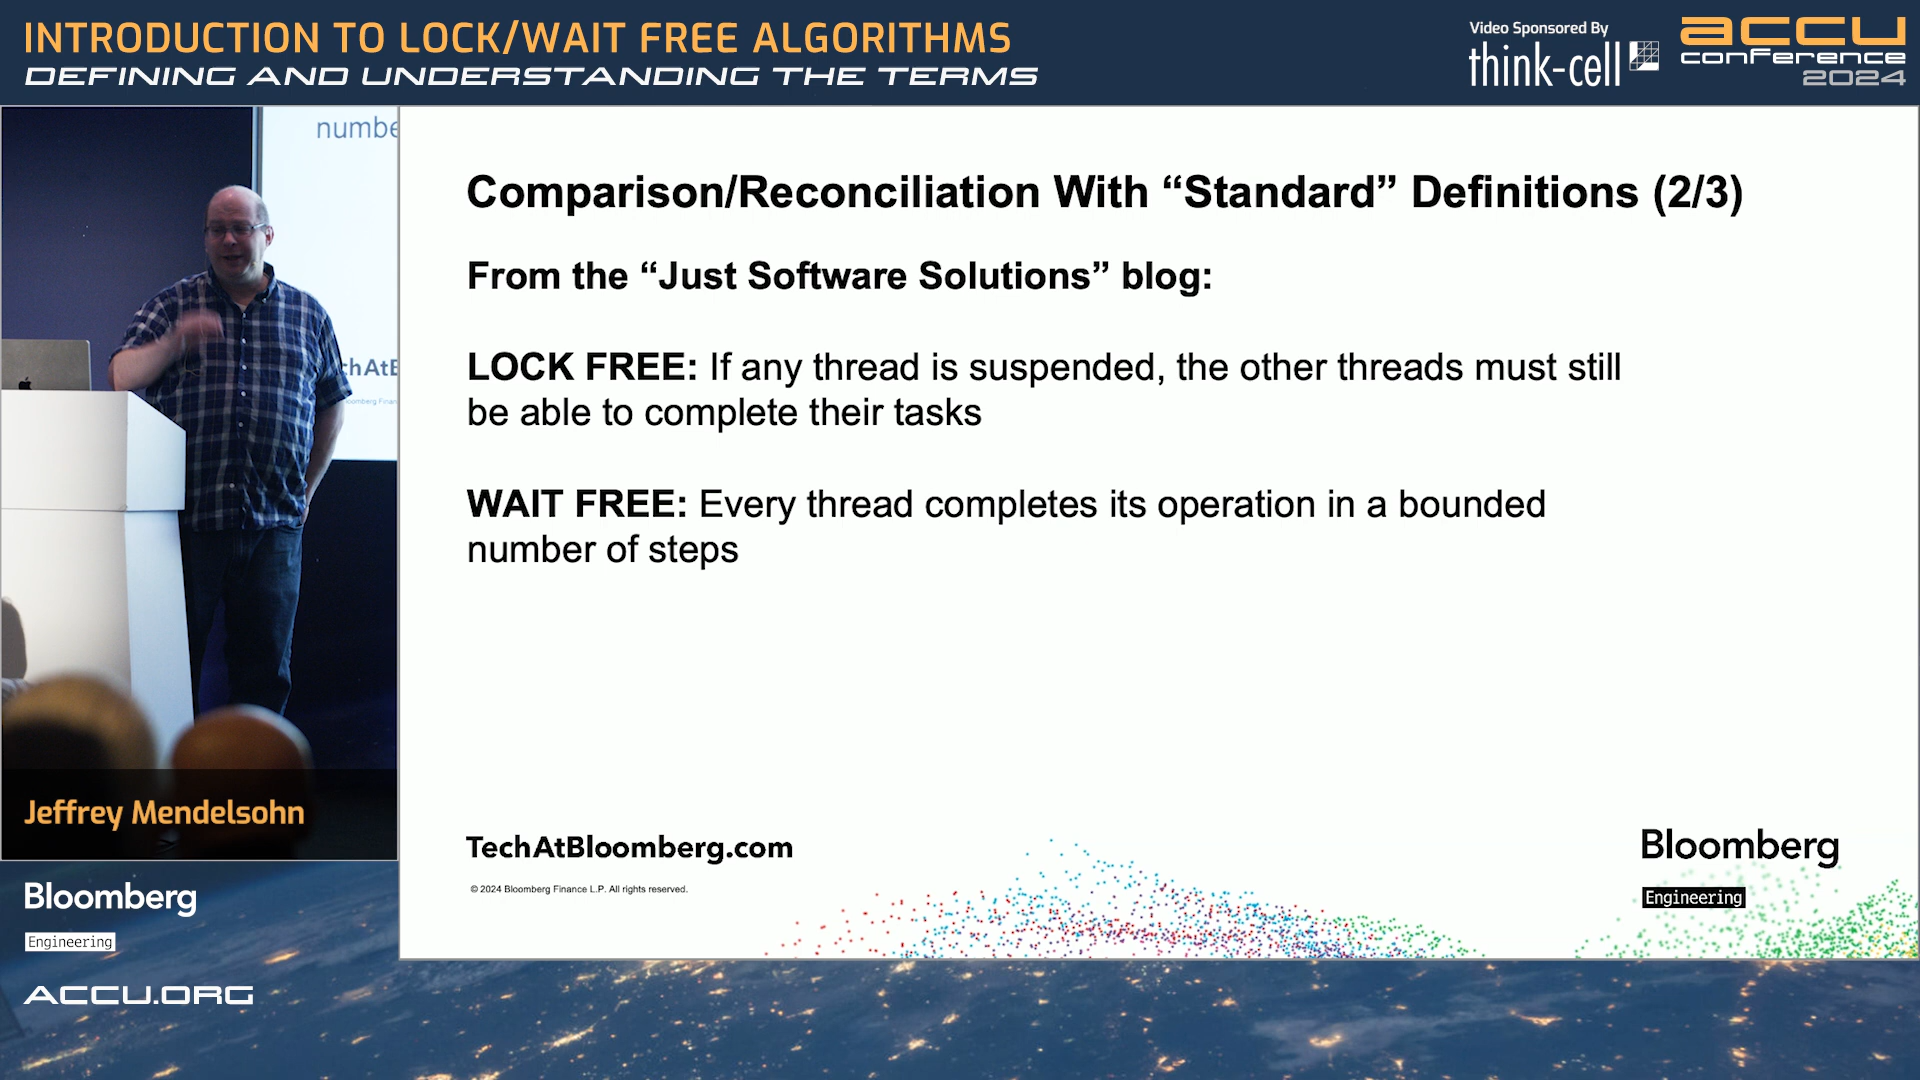 INTRODUCTION TO LOCK/WAIT FREE ALGORITHMS
DEFINING AND UNDERSTANDING THE TERMS
Video Sponsored By
think-cell
accu
conference
2024
numbe
chAtB
Comparison/Reconciliation With “Standard” Definitions (2/3)
From the “Just Software Solutions” blog:
LOCK FREE: If any thread is suspended, the other threads must still
be able to complete their tasks
WAIT FREE: Every thread completes its operation in a bounded
number of steps
TechAtBloomberg.com
© 2024 Bloomberg Finance L.P. All rights reserved.
Bloomberg
Engineering
Jeffrey Mendelsohn
Bloomberg
Engineering
ACCU.ORG